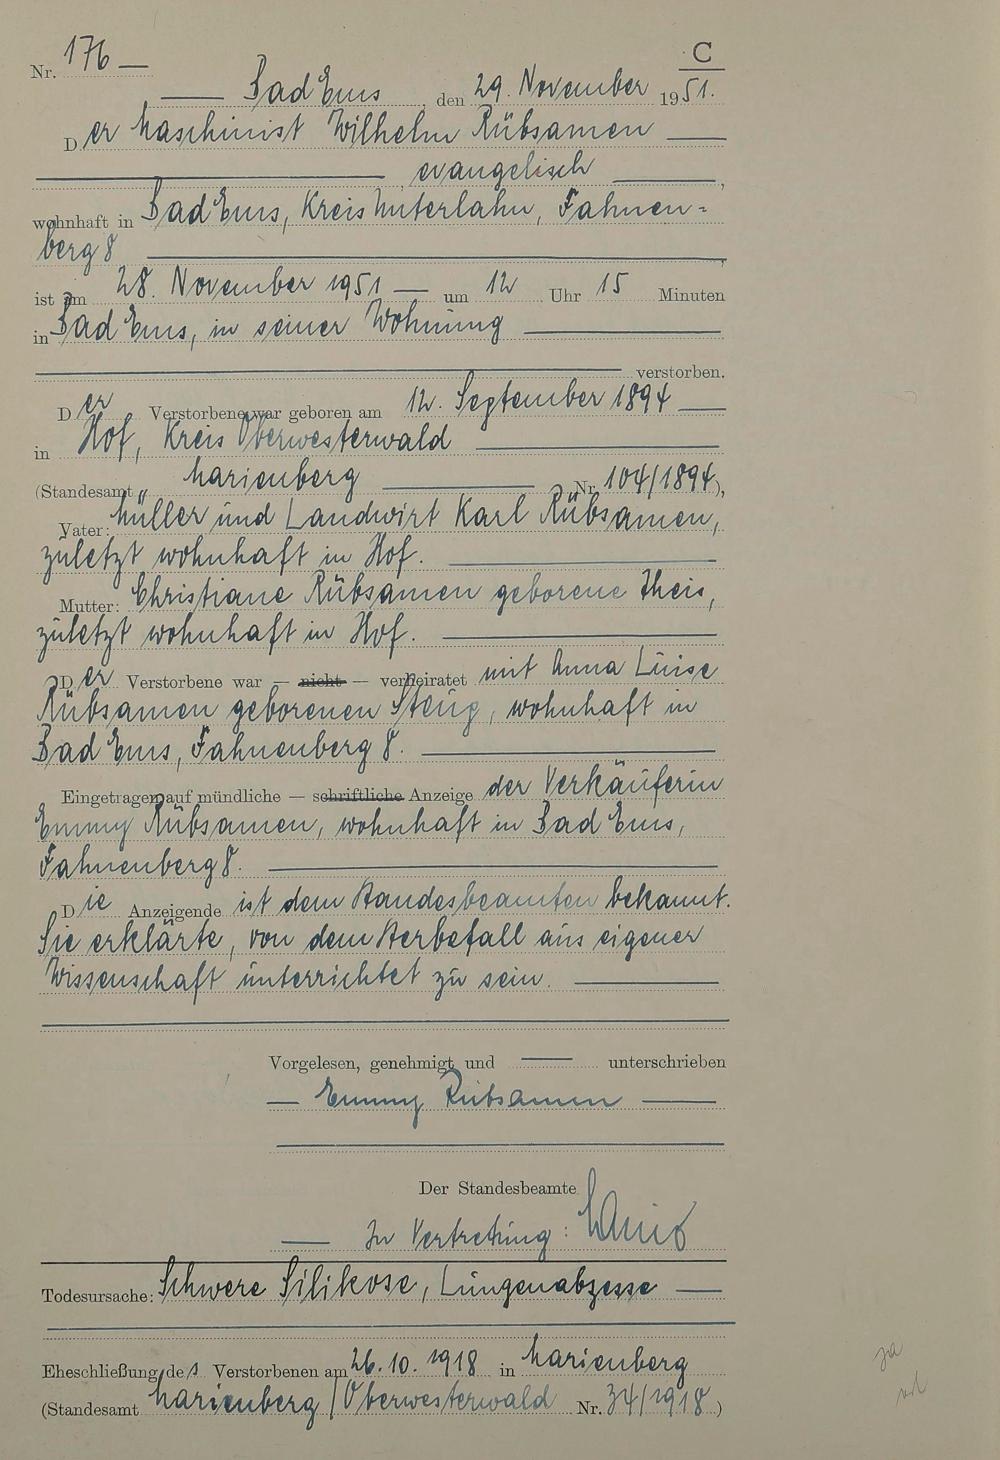 C
Nr. 176
Bad Ems, den 29. November 1951.
Der Maschinist Wilhelm Rübsamen
evangelisch,
wohnhaft in Bad Ems, Kreis Unterlahn, Fahnen=
berg 8,
ist am 28. November 1951 um 12 Uhr 15 Minuten
in Bad Ems, in seiner Wohnung
verstorben.
Der Verstorbene war geboren am 12. September 1894
in Hof, Kreis Oberwesterwald
(Standesamt Marienberg Nr. 104/1894),
Vater: Müller und Landwirt Karl Rübsamen,
zuletzt wohnhaft in Hof.
Mutter: Christiane Rübsamen geborene Theis,
zuletzt wohnhaft in Hof.
Der Verstorbene war — nicht — verheiratet mit Anna Luise
Rübsamen geborenen Steup, wohnhaft in
Bad Ems, Fahnenberg 8.
Eingetragen auf mündliche — schriftliche Anzeige der Verkäuferin
Emmy Rübsamen, wohnhaft in Bad Ems,
Fahnenberg 8.
Die Anzeigende ist dem Standesbeamten bekannt.
Sie erklärte, von dem Sterbefall aus eigener
Wissenschaft unterrichtet zu sein.
Vorgelesen, genehmigt und unterschrieben
Emmy Rübsamen
Der Standesbeamte
In Vertretung:
Todesursache: Schwere Silikose, Lungenabzesse
Eheschließung des Verstorbenen am 26.10.1918 in Marienberg
(Standesamt Marienberg/Oberwesterwald Nr. 34/1918)
ja